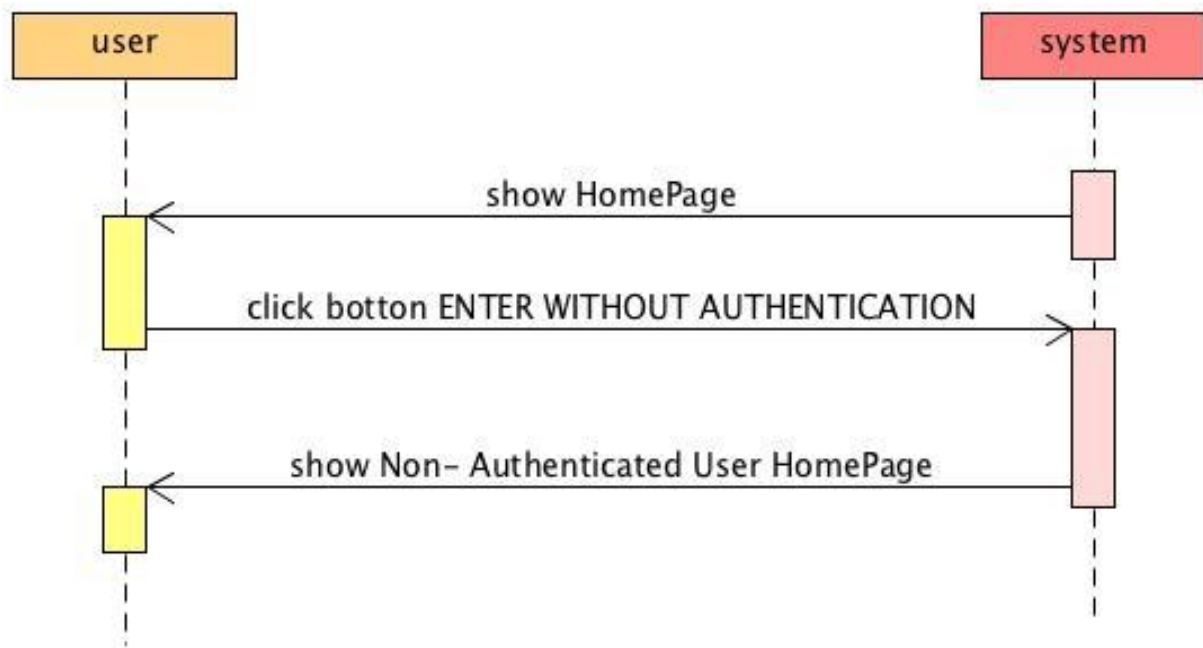 user
system
show HomePage
click botton ENTER WITHOUT AUTHENTICATION
show Non- Authenticated User HomePage